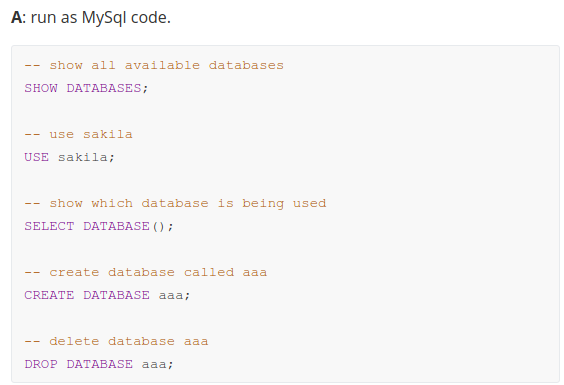 A: run as MySql code.
-- show all available databases
SHOW DATABASES;
-- use sakila
USE sakila;
-- show which database is being used
SELECT DATABASE();
-- create database called aaa
CREATE DATABASE aaa;
-- delete database aaa
DROP DATABASE aaa;